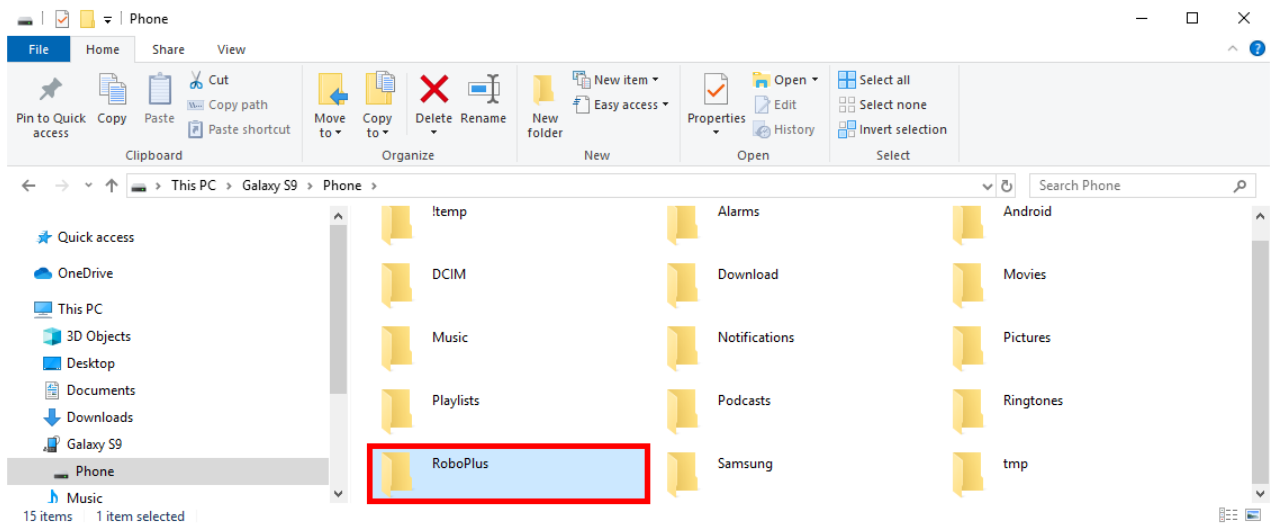 Phone
File Home Share View
Pin to Quick access
Copy
Paste
Cut
Copy path
Paste shortcut
Clipboard
Move to
Copy to
Delete
Rename
Organize
New folder
New item
Easy access
New
Properties
Open
Edit
History
Open
Select all
Select none
Invert selection
Select
This PC > Galaxy S9 > Phone >
Search Phone
Quick access
OneDrive
This PC
3D Objects
Desktop
Documents
Downloads
Galaxy S9
Phone
Music
!temp Alarms Android
DCIM Download Movies
Music Notifications Pictures
Playlists Podcasts Ringtones
RoboPlus Samsung tmp
15 items 1 item selected